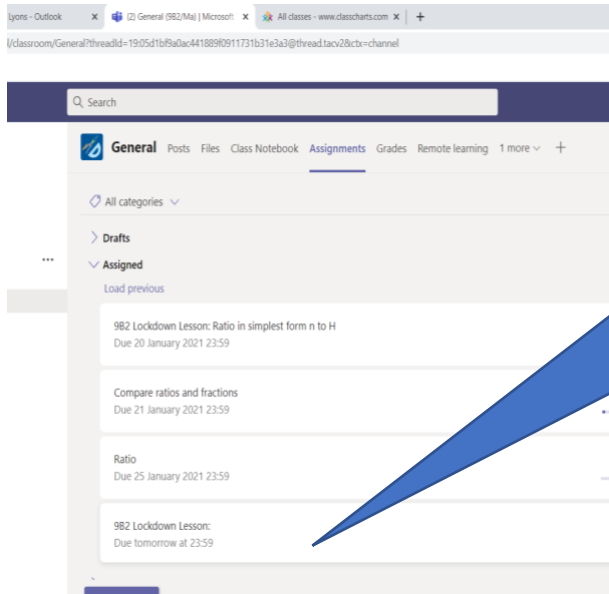 Lyons - Outlook
(2) General (9B2/Ma) | Microsoft
All classes - www.classcharts.com
l/classroom/General?threadId=19:05d1bf9a0ac441889f0911731b31e3a3@thread.tacv2&ctx=channel
Search
General Posts Files Class Notebook Assignments Grades Remote learning 1 more
All categories
Drafts
Assigned
Load previous
9B2 Lockdown Lesson: Ratio in simplest form n to H
Due 20 January 2021 23:59
Compare ratios and fractions
Due 21 January 2021 23:59
Ratio
Due 25 January 2021 23:59
9B2 Lockdown Lesson:
Due tomorrow at 23:59